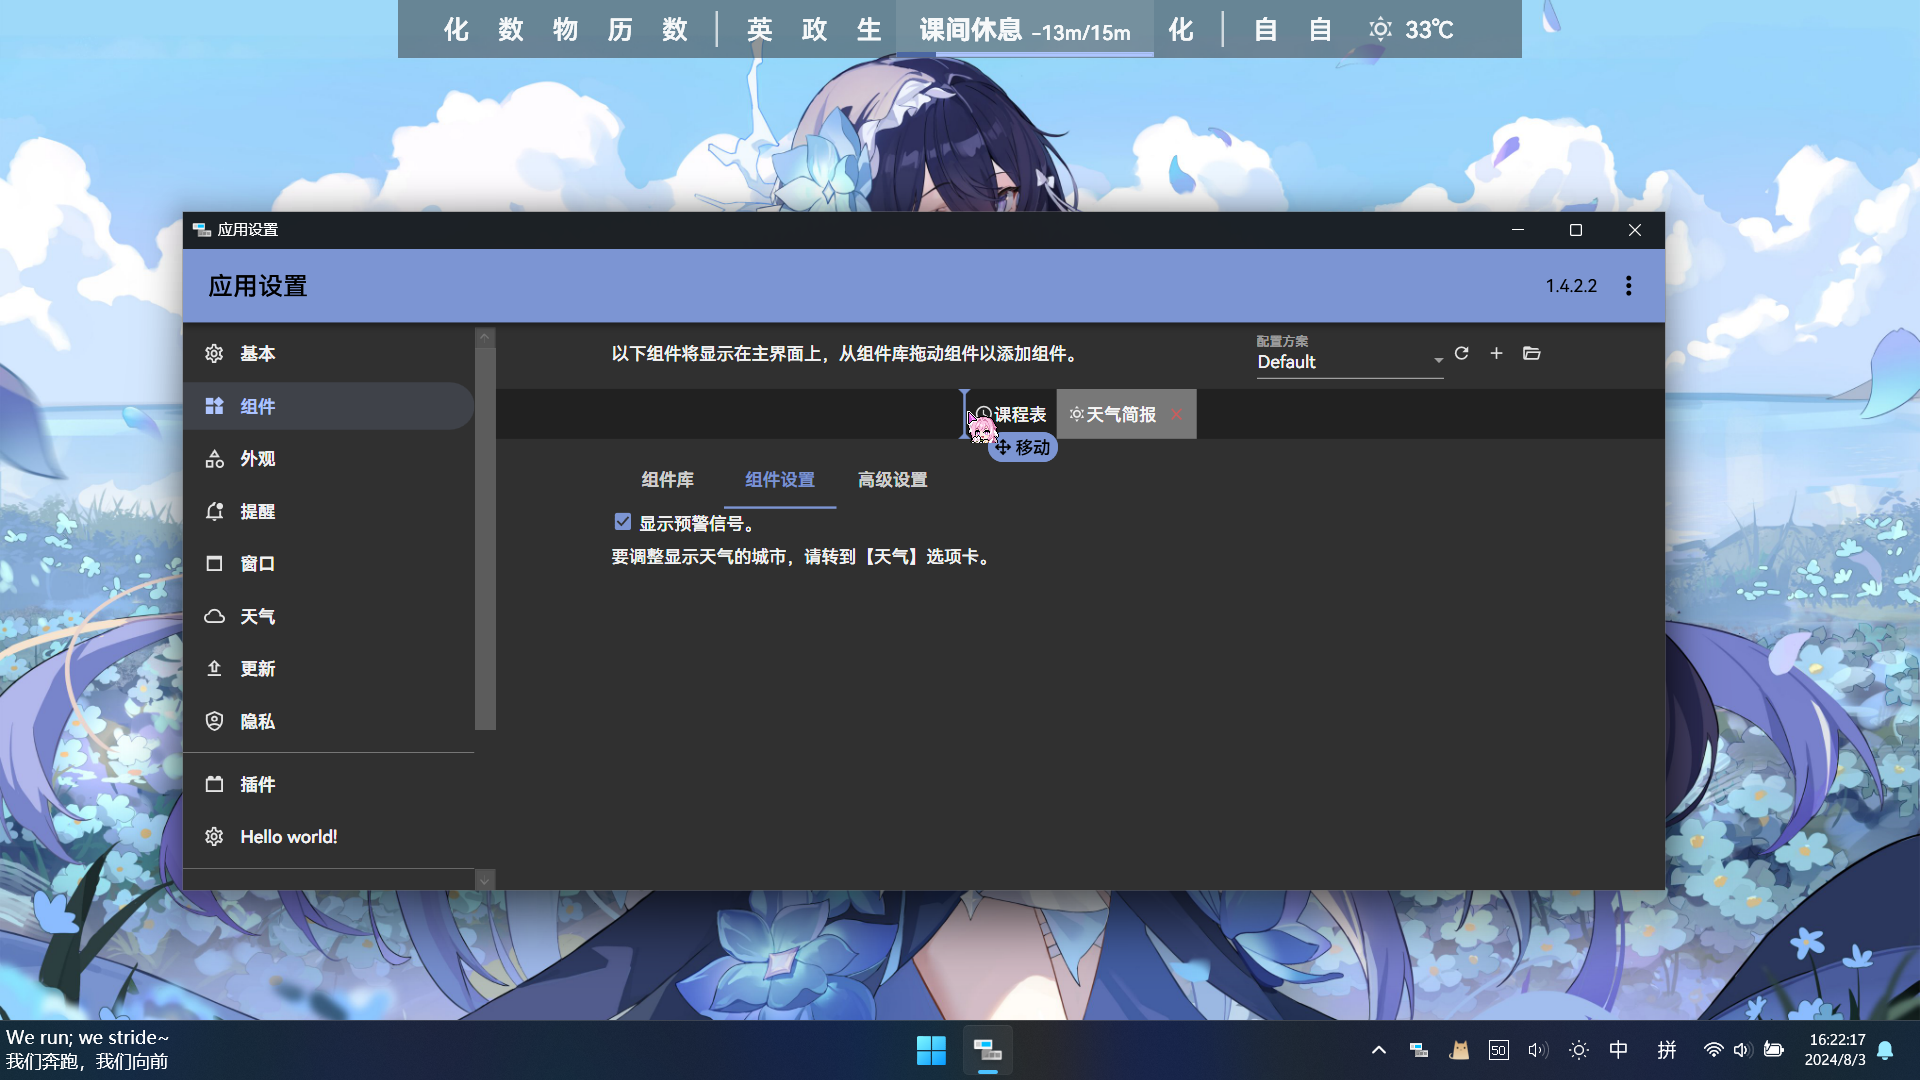 化 数 物 历 数 | 英 政 生 课间休息 -13m/15m 化 | 自 自 33℃
应用设置
应用设置
1.4.2.2
基本
组件
外观
提醒
窗口
天气
更新
隐私
插件
Hello world!
以下组件将显示在主界面上，从组件库拖动组件以添加组件。
配置方案
Default
课程表
天气简报
移动
组件库 组件设置 高级设置
显示预警信号。
要调整显示天气的城市，请转到【天气】选项卡。
We run; we stride~
我们奔跑，我们向前
50
中
拼
16:22:17
2024/8/3